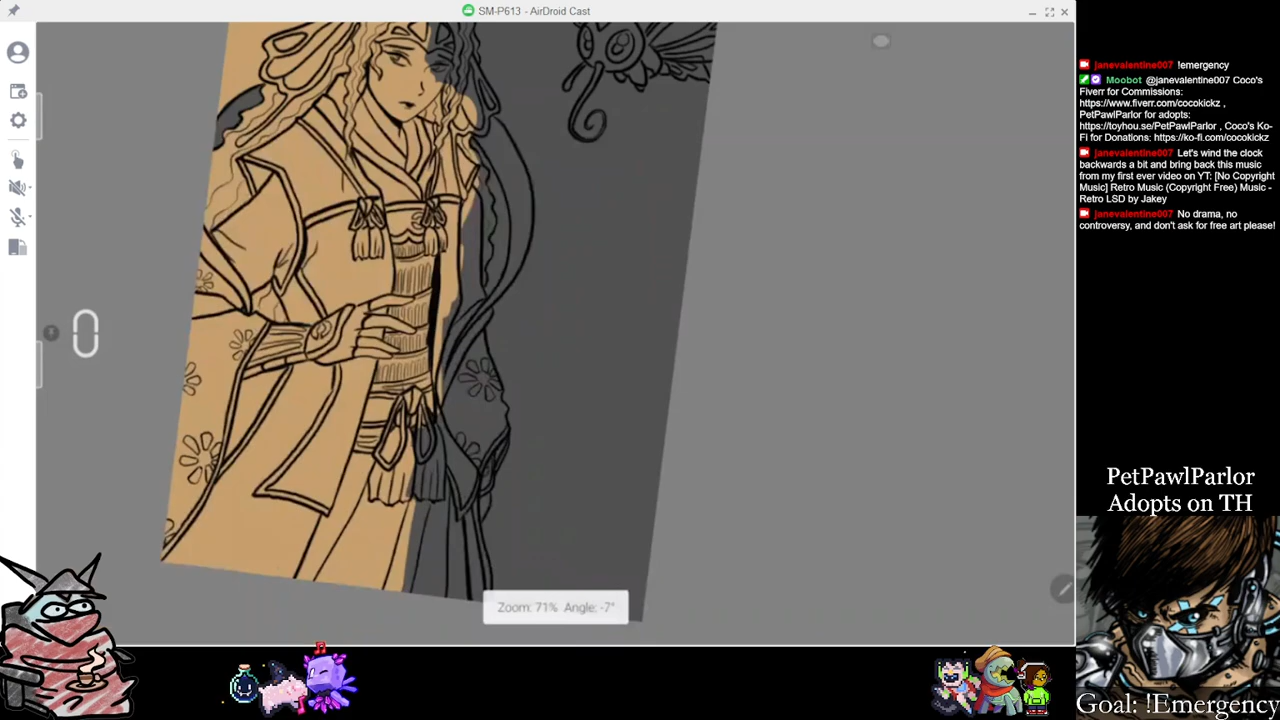 SM-P613 - AirDroid Cast
janevalentine007 !emergency
Moobot @janevalentine007 Coco's
Fiverr for Commissions:
https://www.fiverr.com/cocokickz ,
PetPawlParlor for adopts:
https://toyhou.se/PetPawlParlor , Coco's Ko-
Fi for Donations: https://ko-fi.com/cocokickz
janevalentine007 Let's wind the clock
backwards a bit and bring back this music
from my first ever video on YT: [No Copyright
Music] Retro Music (Copyright Free) Music -
Retro LSD by Jakey
janevalentine007 No drama, no
controversy, and don't ask for free art please!
PetPawlParlor
Adopts on TH
Zoom: 71% Angle: -7°
Goal: !Emergency